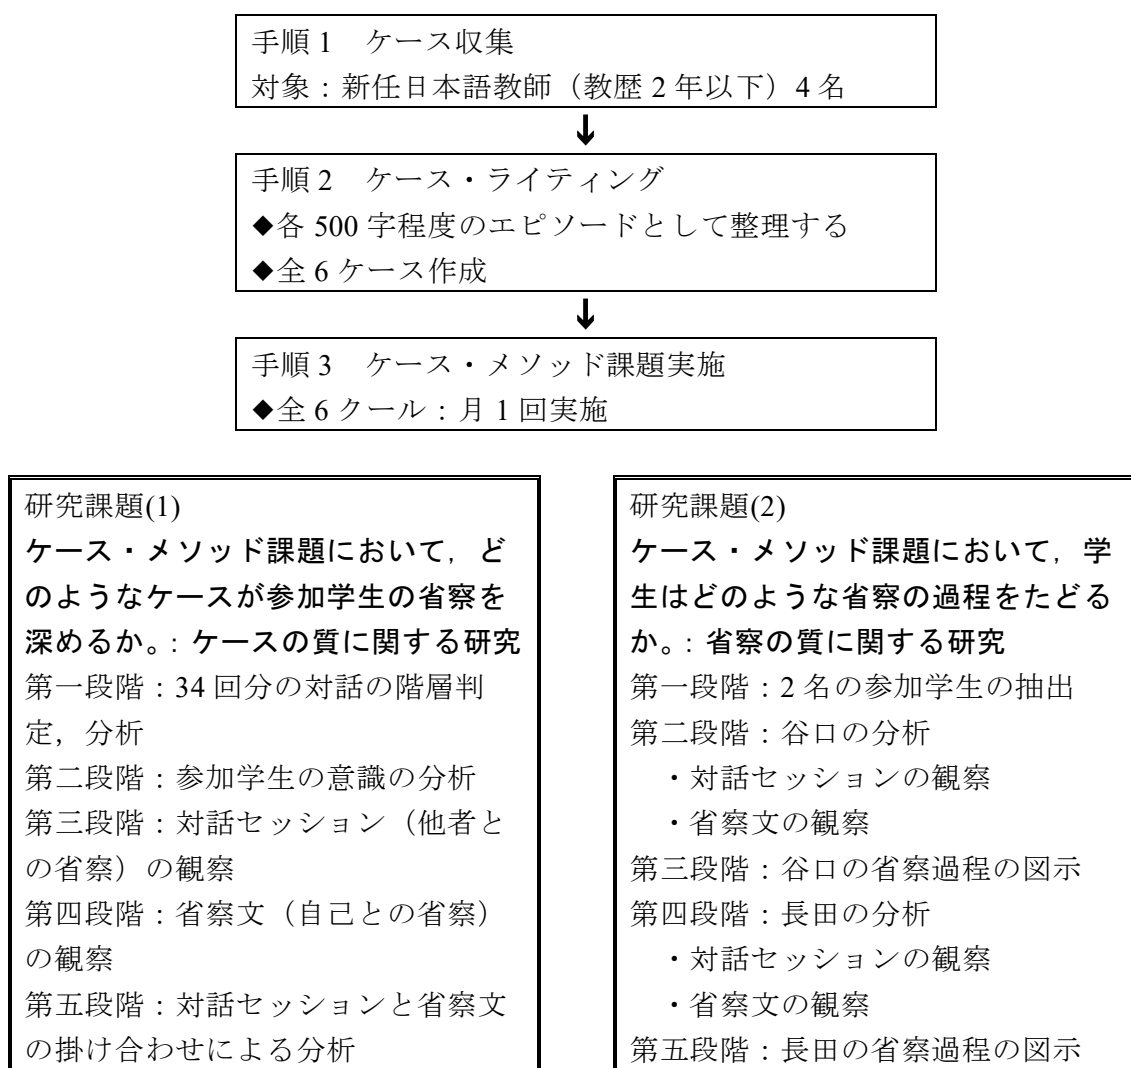 手順 1　ケース収集
対象：新任日本語教師（教歴 2 年以下）4 名
手順 2　ケース・ライティング
◆各 500 字程度のエピソードとして整理する
◆全 6 ケース作成
手順 3　ケース・メソッド課題実施
◆全 6 クール：月 1 回実施
研究課題(1)
ケース・メソッド課題において，ど
のようなケースが参加学生の省察を
深めるか。：ケースの質に関する研究
第一段階：34 回分の対話の階層判
定，分析
第二段階：参加学生の意識の分析
第三段階：対話セッション（他者と
の省察）の観察
第四段階：省察文（自己との省察）
の観察
第五段階：対話セッションと省察文
の掛け合わせによる分析
研究課題(2)
ケース・メソッド課題において，学
生はどのような省察の過程をたどる
か。：省察の質に関する研究
第一段階：2 名の参加学生の抽出
第二段階：谷口の分析
・対話セッションの観察
・省察文の観察
第三段階：谷口の省察過程の図示
第四段階：長田の分析
・対話セッションの観察
・省察文の観察
第五段階：長田の省察過程の図示